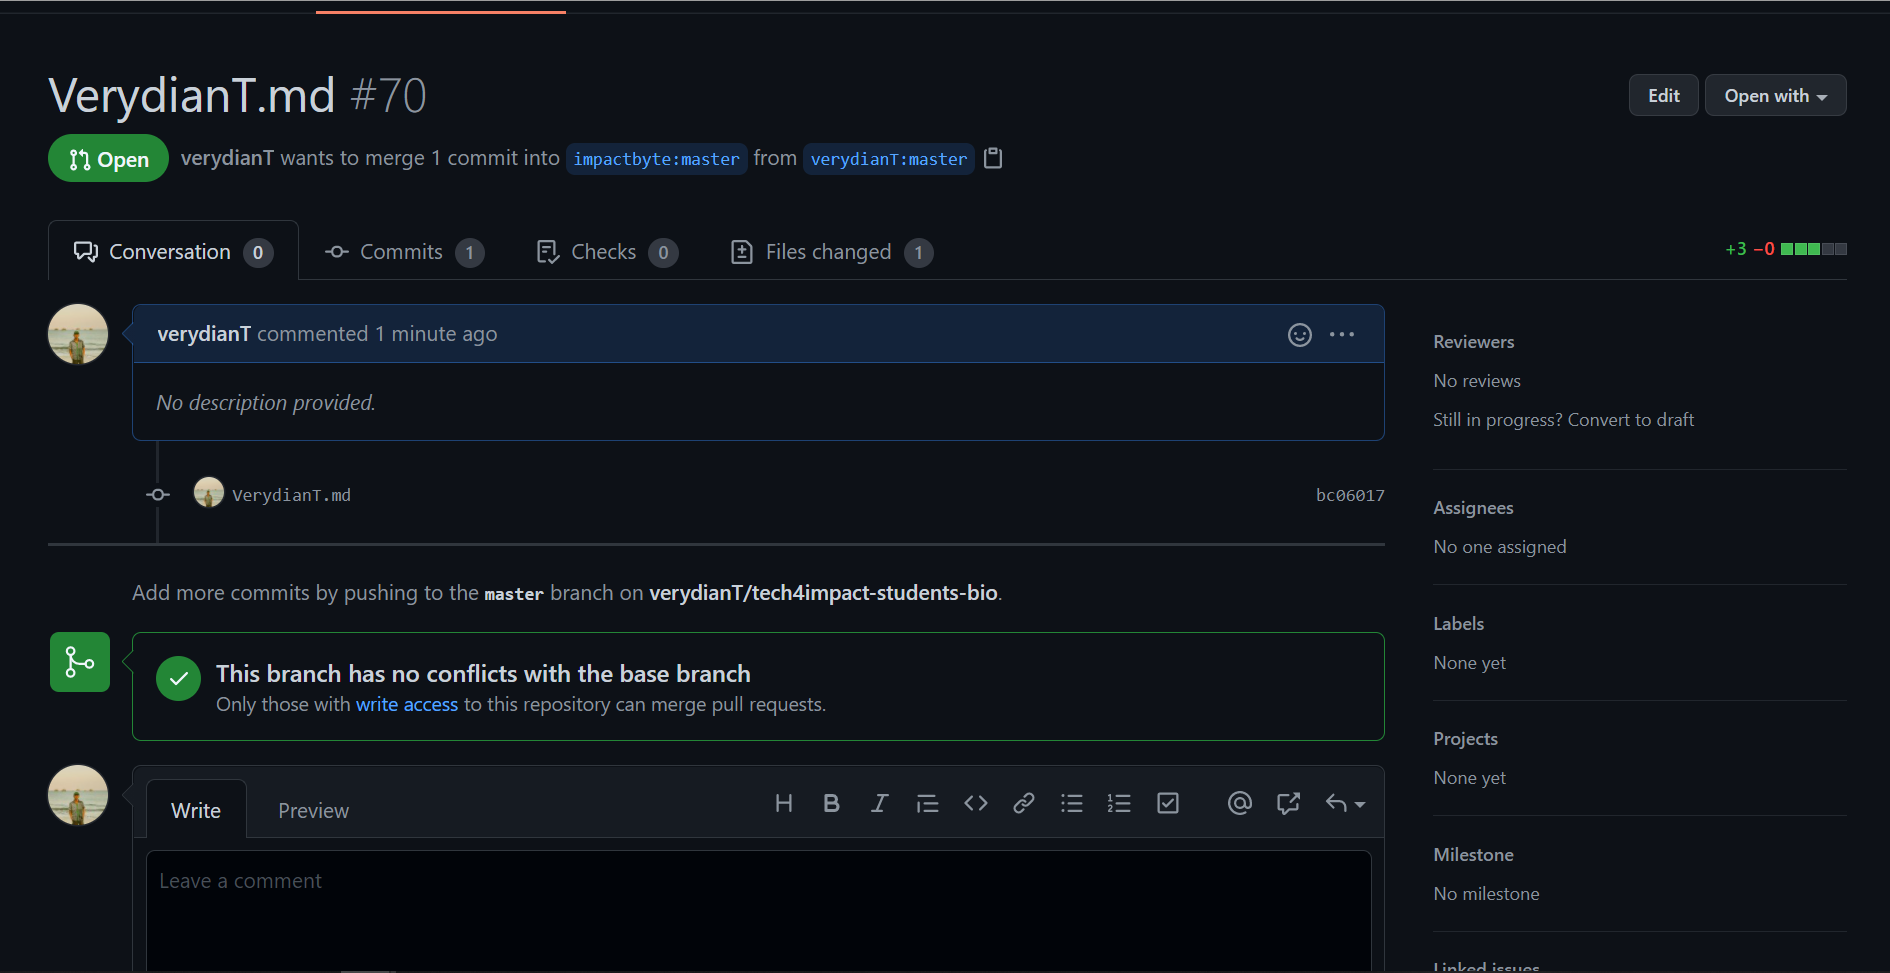 VerydianT.md #70
Edit
Open with
Open
verydianT wants to merge 1 commit into impactbyte:master from verydianT:master
Conversation 0
Commits 1
Checks 0
Files changed 1
+3 −0
verydianT commented 1 minute ago
No description provided.
VerydianT.md
bc06017
Add more commits by pushing to the master branch on verydianT/tech4impact-students-bio.
This branch has no conflicts with the base branch
Only those with write access to this repository can merge pull requests.
Write
Preview
Leave a comment
Reviewers
No reviews
Still in progress? Convert to draft
Assignees
No one assigned
Labels
None yet
Projects
None yet
Milestone
No milestone
Linked issues